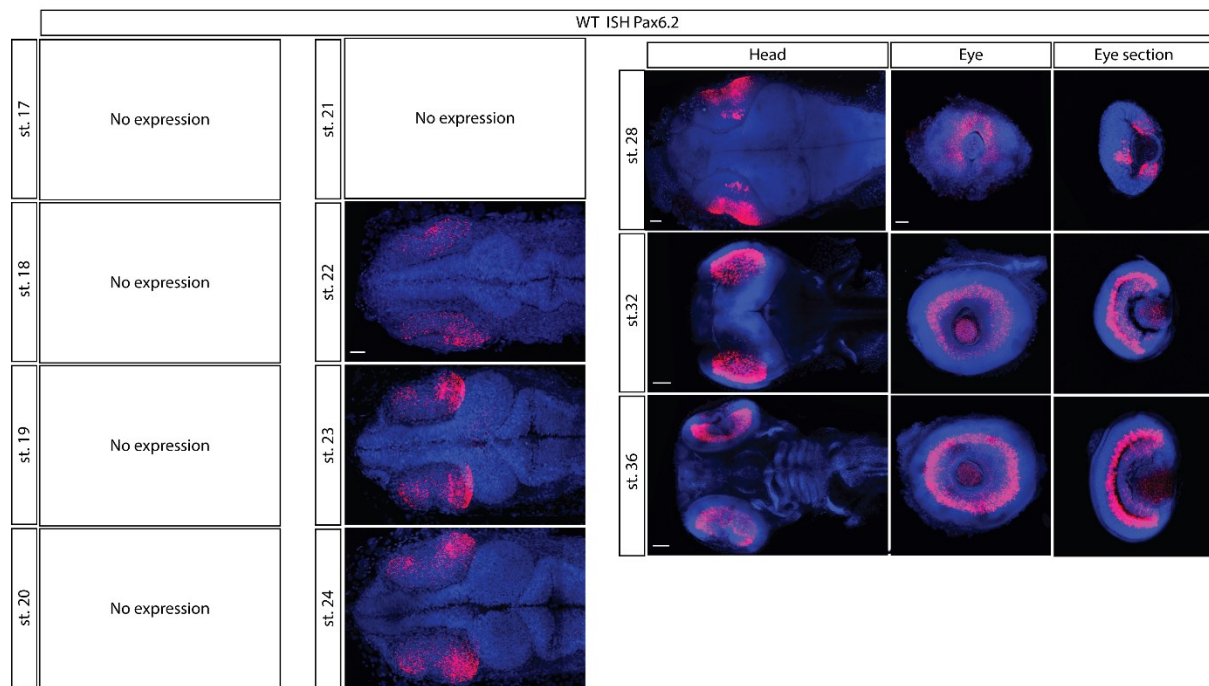 WT ISH Pax6.2
st. 17
No expression
st. 18
No expression
st. 19
No expression
st. 20
No expression
st. 21
No expression
st. 22
st. 23
st. 24
Head
Eye
Eye section
st. 28
st.32
st. 36